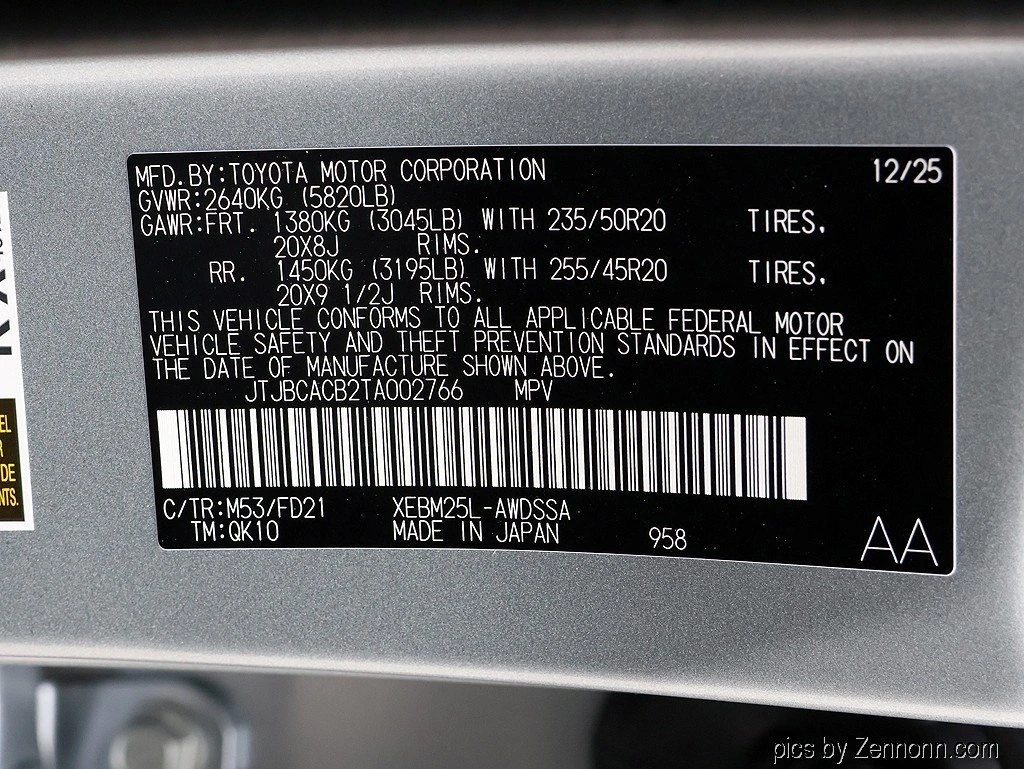 MFD.BY:TOYOTA MOTOR CORPORATION 12/25
GVWR:2640KG (5820LB)
GAWR:FRT. 1380KG (3045LB) WITH 235/50R20 TIRES,
20X8J RIMS.
RR. 1450KG (3195LB) WITH 255/45R20 TIRES,
20X9 1/2J RIMS.
THIS VEHICLE CONFORMS TO ALL APPLICABLE FEDERAL MOTOR
VEHICLE SAFETY AND THEFT PREVENTION STANDARDS IN EFFECT ON
THE DATE OF MANUFACTURE SHOWN ABOVE.
JTJBCACB2TA002766 MPV
C/TR:M53/FD21 XEBM25L-AWDSSA
TM:QK10 MADE IN JAPAN 958
AA
pics by Zennonn.com